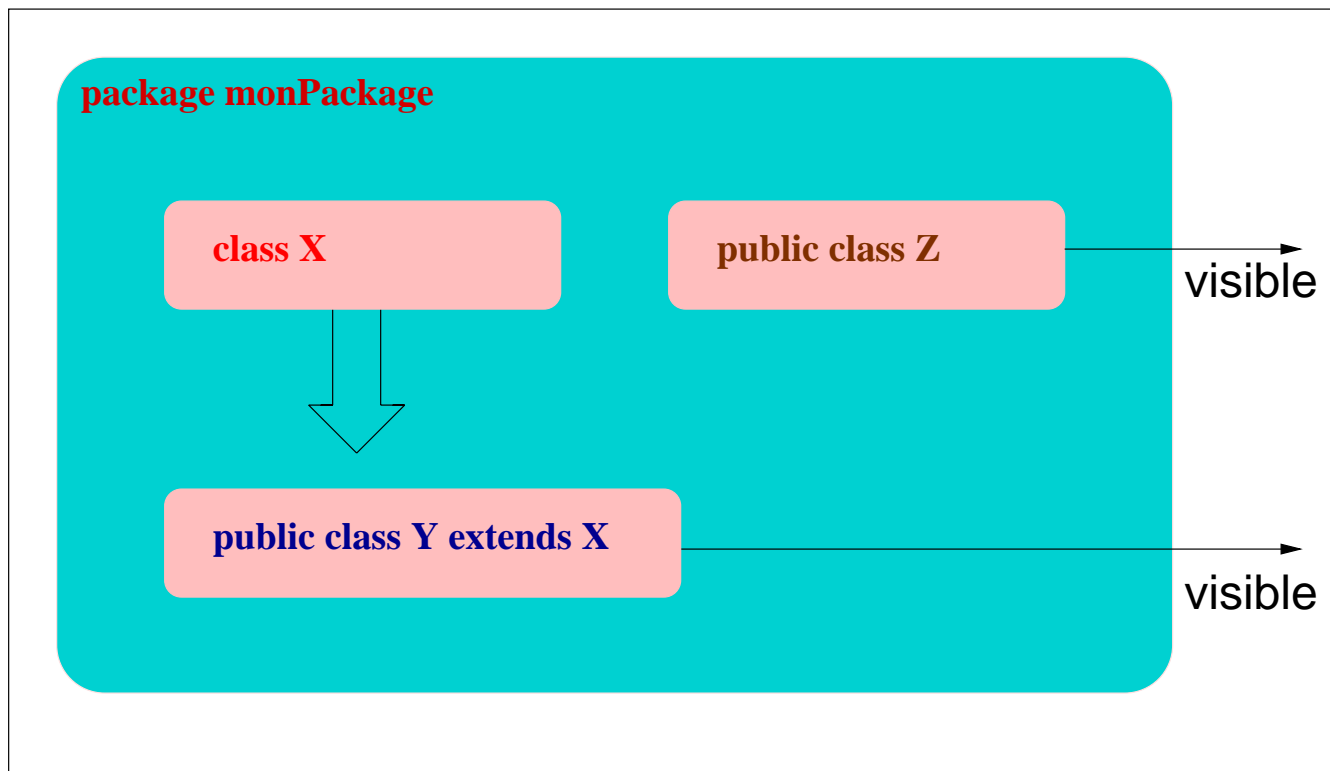 package monPackage
class X
public class Z
visible
public class Y extends X
visible